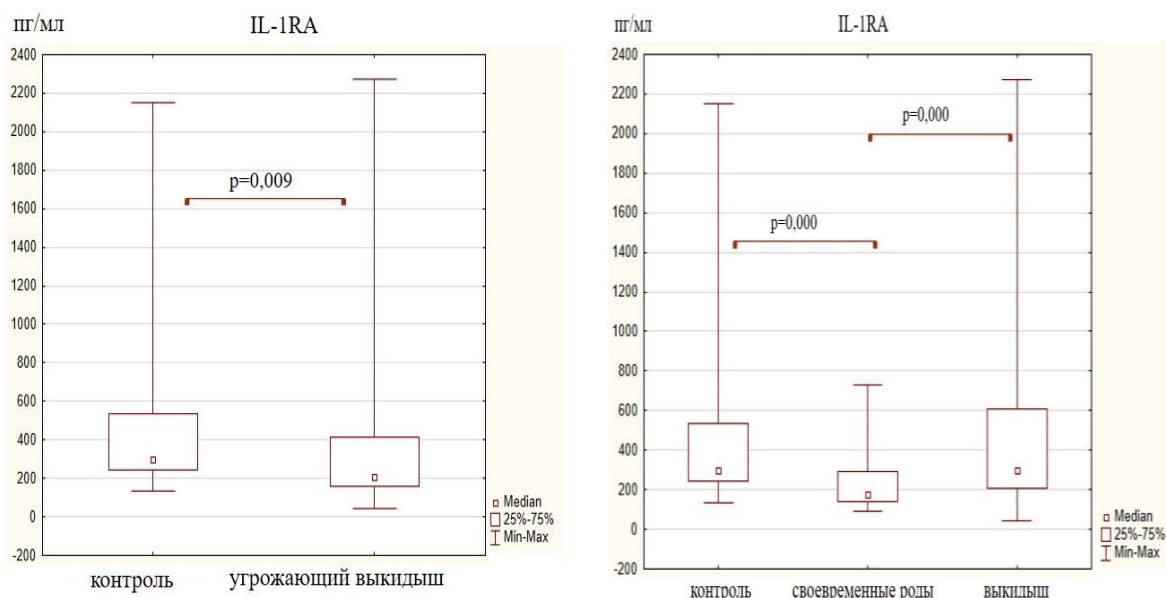 пг/мл
IL-1RA
2400
2200
2000
1800
1600
1400
1200
1000
800
600
400
200
0
-200
p=0,009
Median
25%-75%
Min-Max
контроль
угрожающий выкидыш
пг/мл
IL-1RA
2400
2200
2000
1800
1600
1400
1200
1000
800
600
400
200
0
-200
p=0,000
p=0,000
Median
25%-75%
Min-Max
контроль
своевременные роды
выкидыш